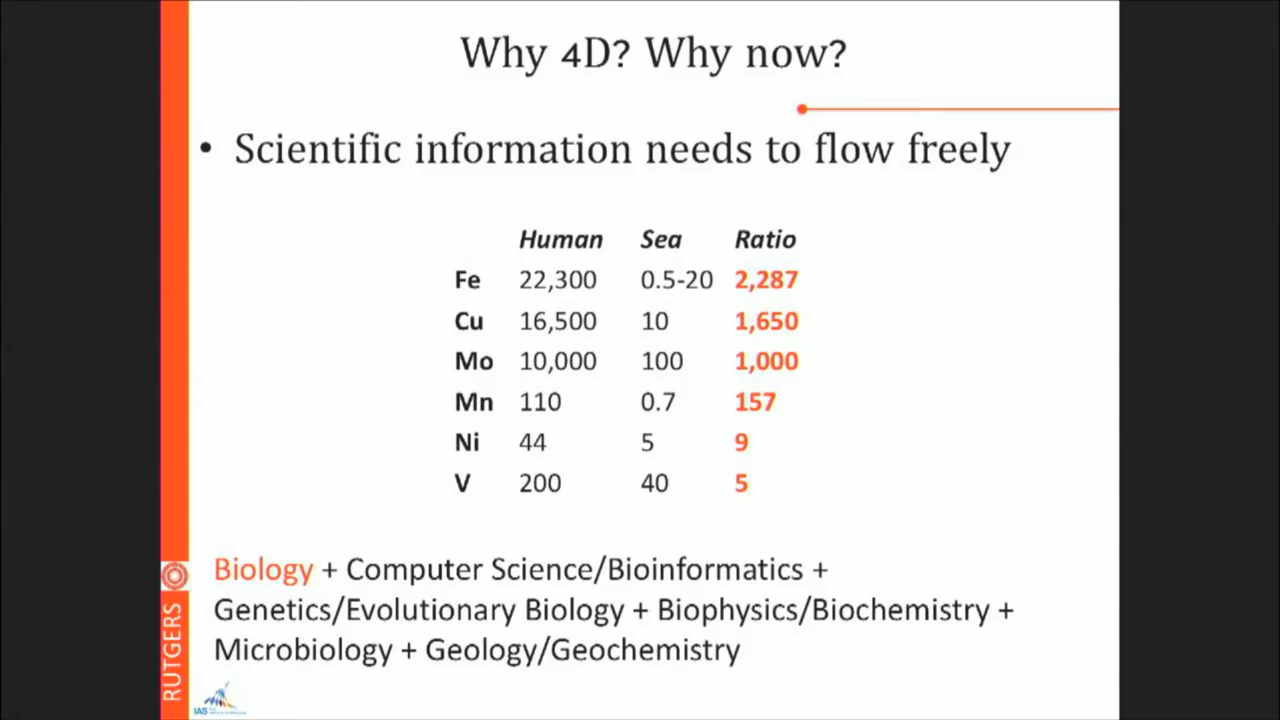 Why 4D? Why now?
• Scientific information needs to flow freely
Human Sea Ratio
Fe 22,300 0.5-20 2,287
Cu 16,500 10 1,650
Mo 10,000 100 1,000
Mn 110 0.7 157
Ni 44 5 9
V 200 40 5
Biology + Computer Science/Bioinformatics +
Genetics/Evolutionary Biology + Biophysics/Biochemistry +
Microbiology + Geology/Geochemistry
RUTGERS
IAS